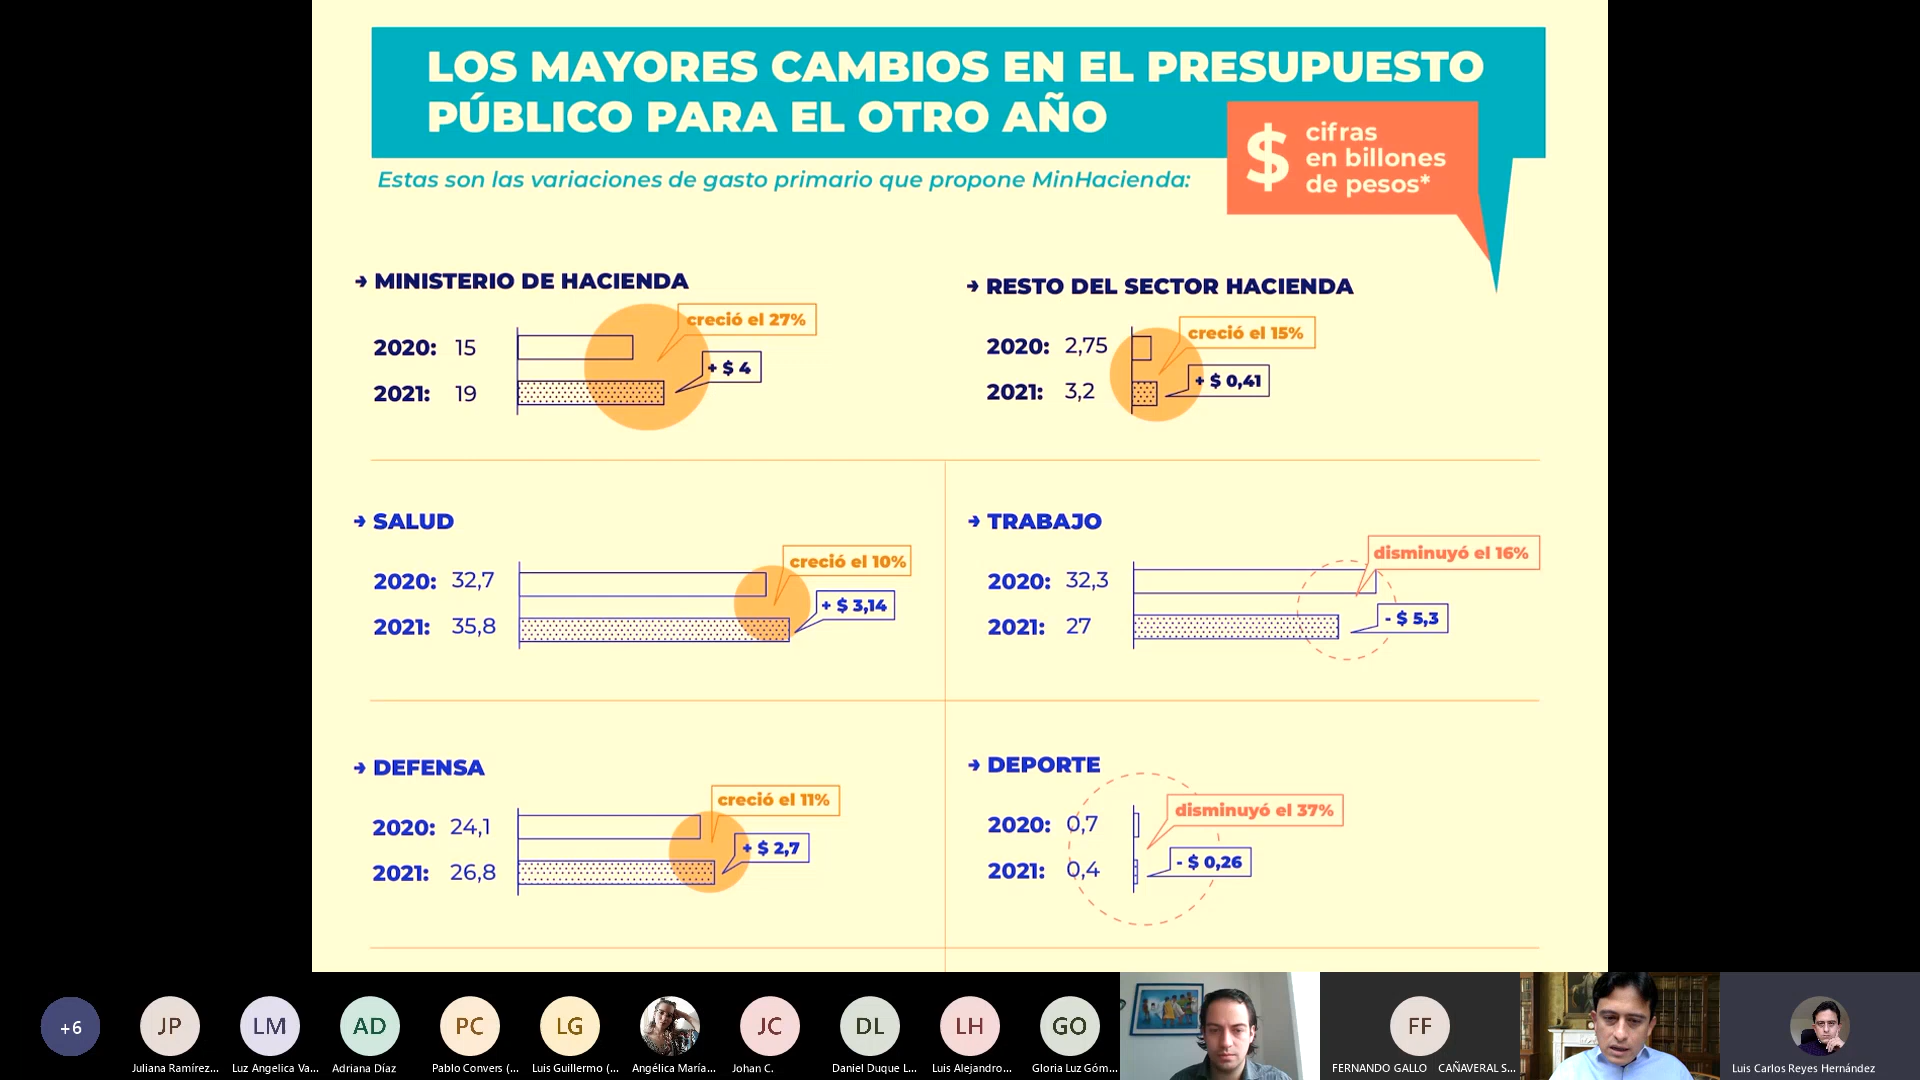 LOS MAYORES CAMBIOS EN EL PRESUPUESTO
PÚBLICO PARA EL OTRO AÑO
$ cifras
en billones
de pesos*
Estas son las variaciones de gasto primario que propone MinHacienda:
→ MINISTERIO DE HACIENDA
creció el 27%
2020: 15
+ $ 4
2021: 19
→ RESTO DEL SECTOR HACIENDA
creció el 15%
2020: 2,75
+ $ 0,41
2021: 3,2
→ SALUD
creció el 10%
2020: 32,7
+ $ 3,14
2021: 35,8
→ TRABAJO
disminuyó el 16%
2020: 32,3
- $ 5,3
2021: 27
→ DEFENSA
creció el 11%
2020: 24,1
+ $ 2,7
2021: 26,8
→ DEPORTE
disminuyó el 37%
2020: 0,7
- $ 0,26
2021: 0,4
+6
JP
LM
AD
PC
LG
JC
DL
LH
GO
FF
Juliana Ramírez...
Luz Angelica Va...
Adriana Díaz
Pablo Convers (...
Luis Guillermo (...
Angélica María...
Johan C.
Daniel Duque L...
Luis Alejandro...
Gloria Luz Góm...
FERNANDO GALLO CAÑAVERAL S...
Luis Carlos Reyes Hernández